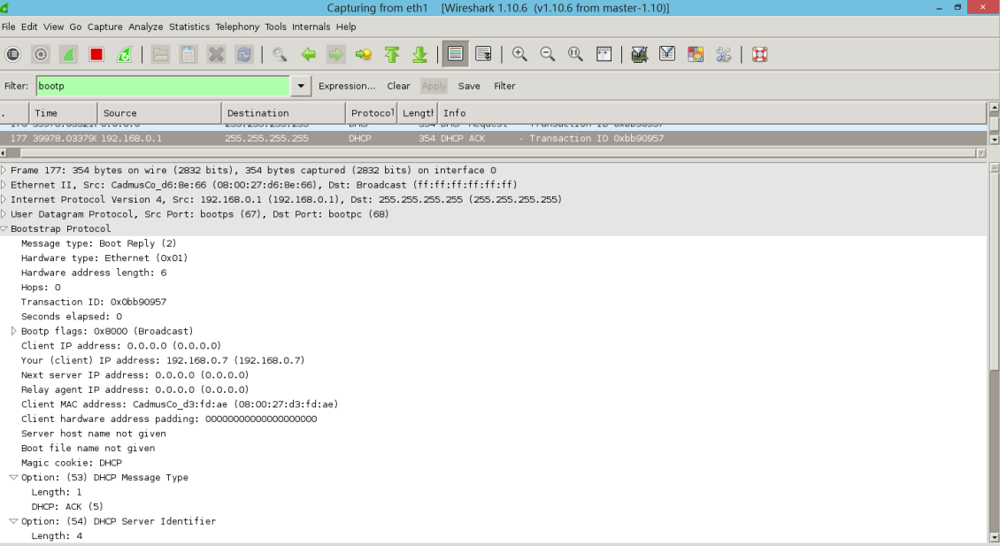 Capturing from eth1 [Wireshark 1.10.6 (v1.10.6 from master-1.10)]
File Edit View Go Capture Analyze Statistics Telephony Tools Internals Help
Filter: bootp Expression... Clear Apply Save Filter
. Time Source Destination Protocol Length Info
255.255.255.255 DHCP 354 DHCP Request - Transaction ID 0xbb90957
177 39978.03379( 192.168.0.1 255.255.255.255 DHCP 354 DHCP ACK - Transaction ID 0xbb90957
Frame 177: 354 bytes on wire (2832 bits), 354 bytes captured (2832 bits) on interface 0
Ethernet II, Src: CadmusCo_d6:8e:66 (08:00:27:d6:8e:66), Dst: Broadcast (ff:ff:ff:ff:ff:ff)
Internet Protocol Version 4, Src: 192.168.0.1 (192.168.0.1), Dst: 255.255.255.255 (255.255.255.255)
User Datagram Protocol, Src Port: bootps (67), Dst Port: bootpc (68)
Bootstrap Protocol
Message type: Boot Reply (2)
Hardware type: Ethernet (0x01)
Hardware address length: 6
Hops: 0
Transaction ID: 0x0bb90957
Seconds elapsed: 0
Bootp flags: 0x8000 (Broadcast)
Client IP address: 0.0.0.0 (0.0.0.0)
Your (client) IP address: 192.168.0.7 (192.168.0.7)
Next server IP address: 0.0.0.0 (0.0.0.0)
Relay agent IP address: 0.0.0.0 (0.0.0.0)
Client MAC address: CadmusCo_d3:fd:ae (08:00:27:d3:fd:ae)
Client hardware address padding: 00000000000000000000
Server host name not given
Boot file name not given
Magic cookie: DHCP
Option: (53) DHCP Message Type
Length: 1
DHCP: ACK (5)
Option: (54) DHCP Server Identifier
Length: 4